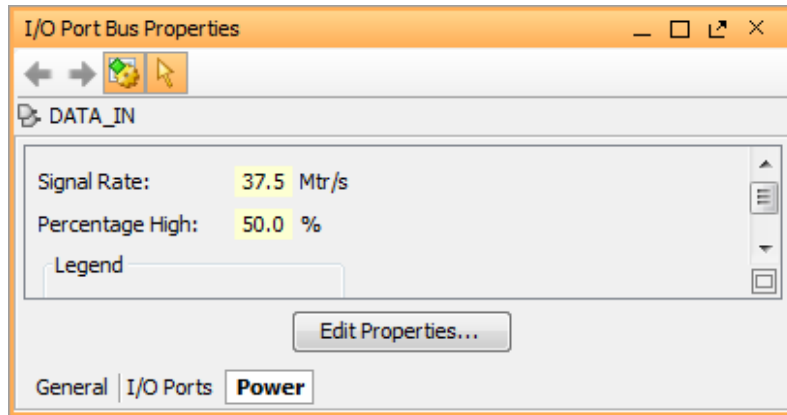 I/O Port Bus Properties
DATA_IN
Signal Rate: 37.5 Mtr/s
Percentage High: 50.0 %
Legend
Edit Properties...
General I/O Ports Power